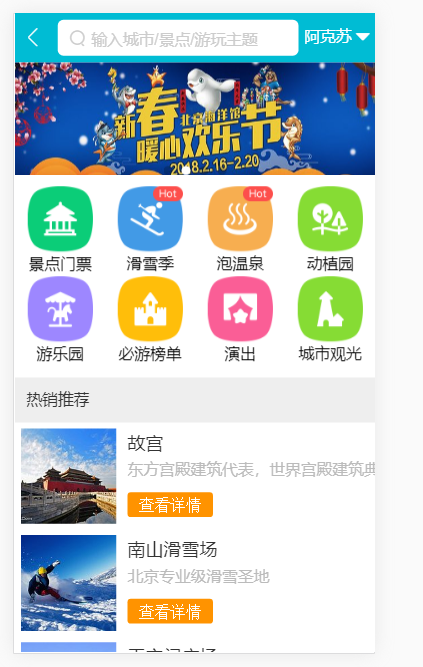 输入城市/景点/游玩主题
阿克苏
新春
北京海洋馆
暖心欢乐节
2018.2.16-2.20
Hot
Hot
景点门票
滑雪季
泡温泉
动植园
游乐园
必游榜单
演出
城市观光
热销推荐
故宫
东方宫殿建筑代表，世界宫殿建筑典
查看详情
南山滑雪场
北京专业级滑雪圣地
查看详情